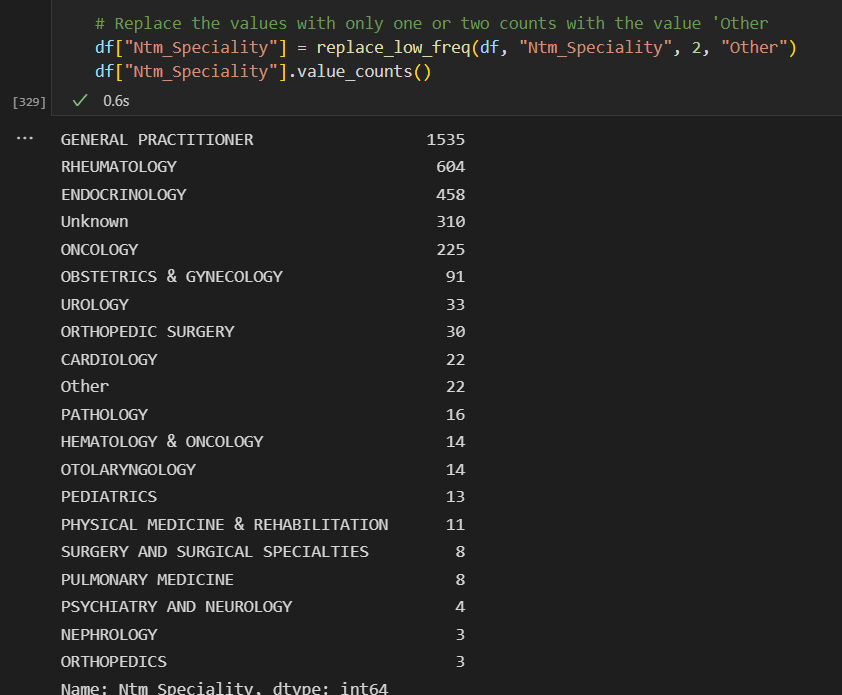 # Replace the values with only one or two counts with the value 'Other
df["Ntm_Speciality"] = replace_low_freq(df, "Ntm_Speciality", 2, "Other")
df["Ntm_Speciality"].value_counts()
[329] ✓ 0.6s
... GENERAL PRACTITIONER 1535
RHEUMATOLOGY 604
ENDOCRINOLOGY 458
Unknown 310
ONCOLOGY 225
OBSTETRICS & GYNECOLOGY 91
UROLOGY 33
ORTHOPEDIC SURGERY 30
CARDIOLOGY 22
Other 22
PATHOLOGY 16
HEMATOLOGY & ONCOLOGY 14
OTOLARYNGOLOGY 14
PEDIATRICS 13
PHYSICAL MEDICINE & REHABILITATION 11
SURGERY AND SURGICAL SPECIALTIES 8
PULMONARY MEDICINE 8
PSYCHIATRY AND NEUROLOGY 4
NEPHROLOGY 3
ORTHOPEDICS 3
Name: Ntm_Speciality, dtype: int64